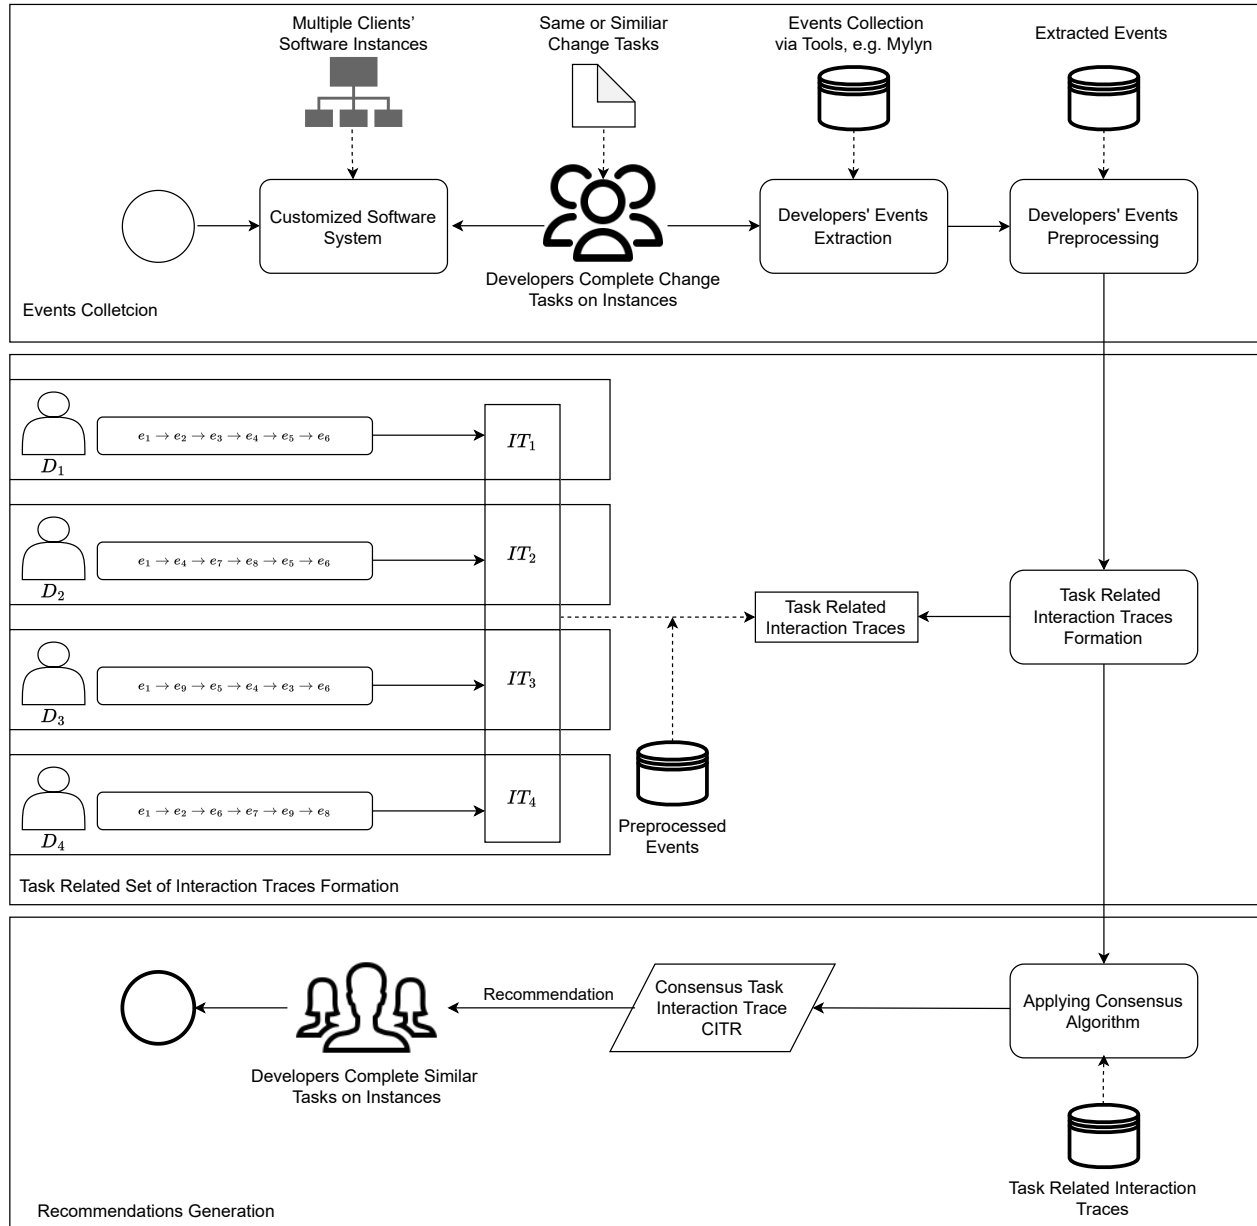 Multiple Clients'
Software Instances
Same or Similiar
Change Tasks
Events Collection
via Tools, e.g. Mylyn
Extracted Events
Customized Software
System
Developers' Events
Extraction
Developers' Events
Preprocessing
Developers Complete Change
Tasks on Instances
Events Colletcion
e₁ → e₂ → e₃ → e₄ → e₅ → e₆
IT₁
D₁
e₁ → e₄ → e₇ → e₈ → e₅ → e₆
IT₂
D₂
Task Related
Interaction Traces
Task Related
Interaction Traces
Formation
e₁ → e₉ → e₅ → e₄ → e₃ → e₆
IT₃
D₃
e₁ → e₂ → e₆ → e₇ → e₉ → e₈
IT₄
D₄
Preprocessed
Events
Task Related Set of Interaction Traces Formation
Recommendation
Consensus Task
Interaction Trace
CITR
Applying Consensus
Algorithm
Developers Complete Similar
Tasks on Instances
Task Related Interaction
Traces
Recommendations Generation